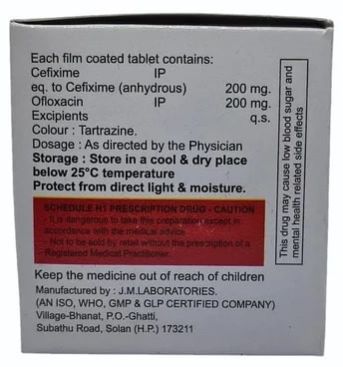 Each film coated tablet contains:
Cefixime IP
eq. to Cefixime (anhydrous) 200 mg.
Ofloxacin IP 200 mg.
Excipients q.s.
Colour : Tartrazine.
Dosage : As directed by the Physician
Storage : Store in a cool & dry place
below 25°C temperature
Protect from direct light & moisture.
SCHEDULE H1 PRESCRIPTION DRUG - CAUTION
- It is dangerous to take this preparation except in
accordance with the medical advice
- Not to be sold by retail without the prescription of a
Registered Medical Practitioner.
Keep the medicine out of reach of children
Manufactured by : J.M.LABORATORIES.
(AN ISO, WHO, GMP & GLP CERTIFIED COMPANY)
Village-Bhanat, P.O.-Ghatti,
Subathu Road, Solan (H.P.) 173211
This drug may cause low blood sugar and
mental health related side effects